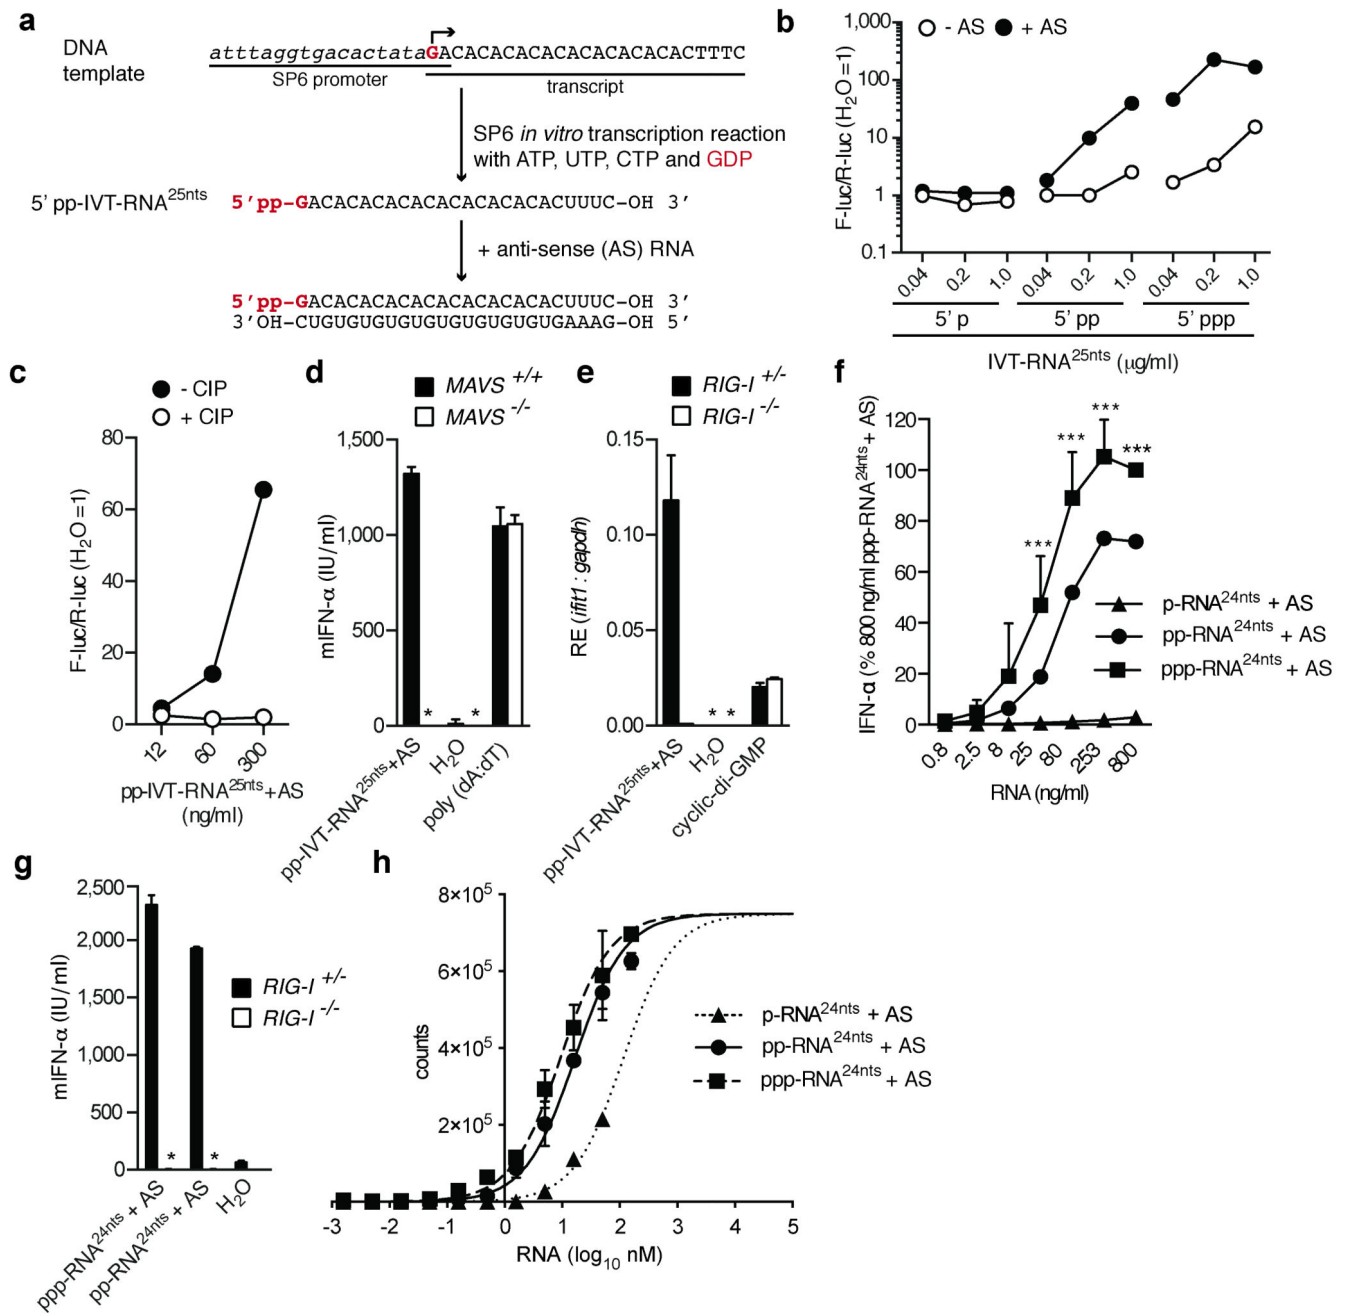 a
DNA template
atttaggtgacactataGACACACACACACACACACACTTTC
SP6 promoter
transcript
SP6 in vitro transcription reaction
with ATP, UTP, CTP and GDP
5' pp-IVT-RNA25nts
5'pp-GACACACACACACACACACACUUUC-OH 3'
+ anti-sense (AS) RNA
5'pp-GACACACACACACACACACACUUUC-OH 3'
3'OH-CUGUGUGUGUGUGUGUGUGUGAAAG-OH 5'
b
- AS
+ AS
F-luc/R-luc (H2O=1)
1,000
100
10
1
0.1
0.04 0.2 1.0 0.04 0.2 1.0 0.04 0.2 1.0
5' p 5' pp 5' ppp
IVT-RNA25nts (μg/ml)
c
- CIP
+ CIP
F-luc/R-luc (H2O=1)
80
60
40
20
0
12 60 300
pp-IVT-RNA25nts+AS
(ng/ml)
d
MAVS +/+
MAVS -/-
mIFN-α (IU/ml)
1,500
1,000
500
0
* *
pp-IVT-RNA25nts+AS
H2O
poly (dA:dT)
e
RIG-I +/-
RIG-I -/-
RE (ifit1 : gapdh)
0.15
0.10
0.05
0.00
* *
pp-IVT-RNA25nts+AS
H2O
cyclic-di-GMP
f
IFN-α (% 800 ng/ml ppp-RNA24nts+ AS)
120
100
80
60
40
20
0
*** *** *** ***
p-RNA24nts + AS
pp-RNA24nts + AS
ppp-RNA24nts + AS
0.8 2.5 8 25 80 253 800
RNA (ng/ml)
g
mIFN-α (IU/ml)
2,500
2,000
1,500
1,000
500
0
* *
RIG-I +/-
RIG-I -/-
ppp-RNA24nts + AS
pp-RNA24nts + AS
H2O
h
counts
8×105
6×105
4×105
2×105
p-RNA24nts + AS
pp-RNA24nts + AS
ppp-RNA24nts + AS
-3 -2 -1 0 1 2 3 4 5
RNA (log10 nM)